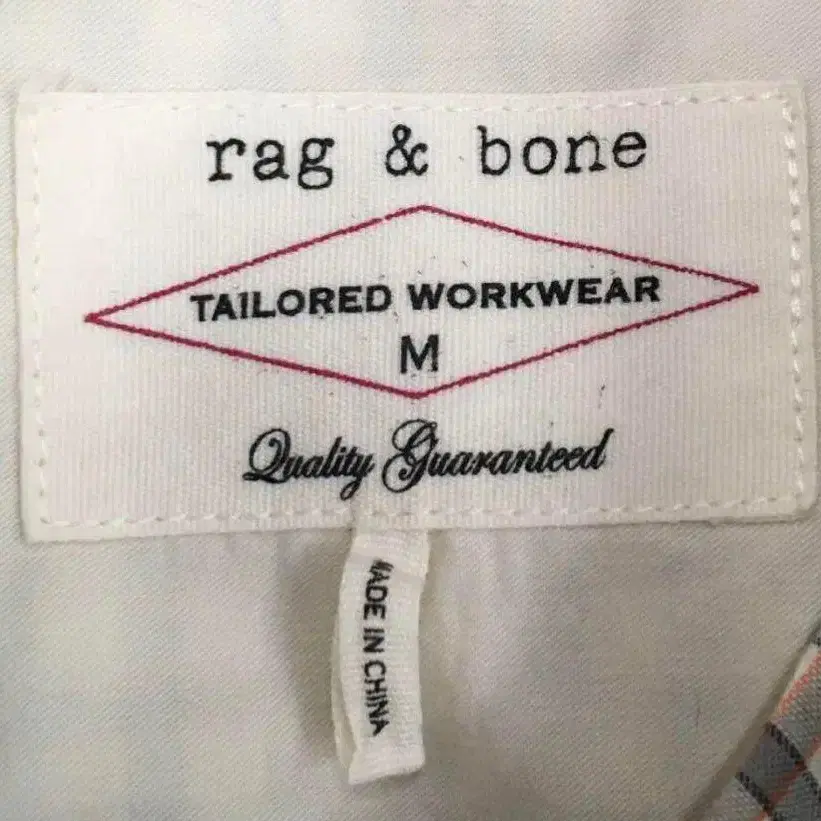 rag & bone
TAILORED WORKWEAR
M
Quality Guaranteed
MADE IN CHINA